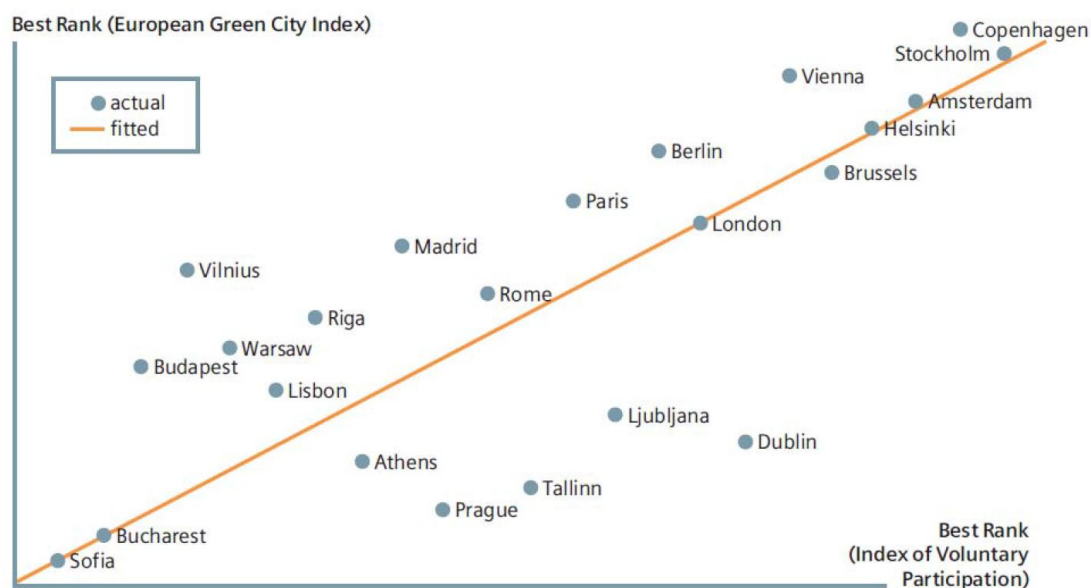 Best Rank (European Green City Index)
Copenhagen
Stockholm
Vienna
actual
Amsterdam
fitted
Helsinki
Berlin
Brussels
Paris
London
Madrid
Vilnius
Rome
Riga
Warsaw
Budapest
Lisbon
Ljubljana
Dublin
Athens
Tallinn
Prague
Bucharest
Sofia
Best Rank
(Index of Voluntary
Participation)